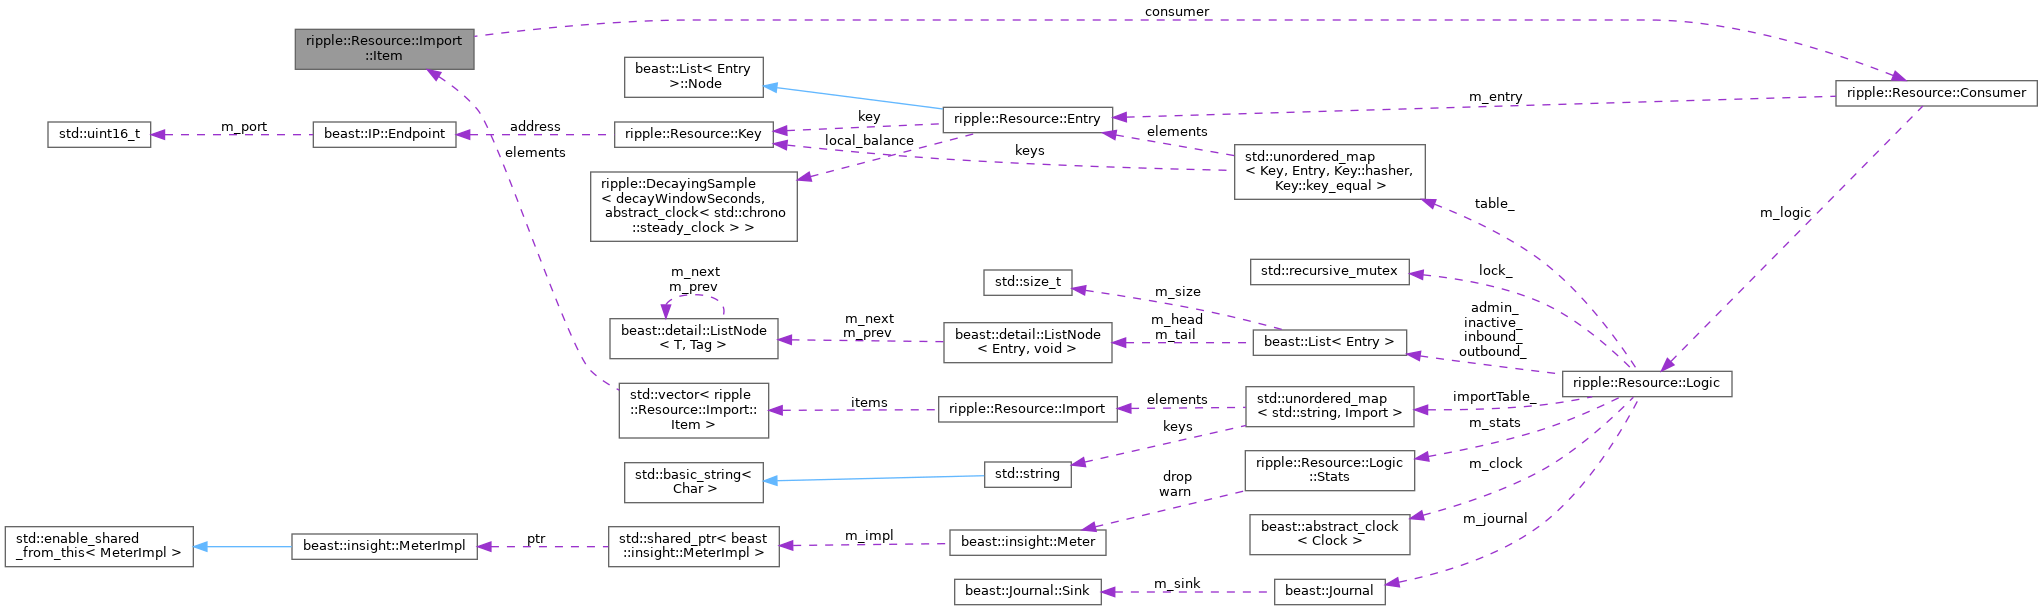 consumer
ripple::Resource::Import
::Item
beast::List< Entry
>::Node
ripple::Resource::Consumer
m_entry
ripple::Resource::Entry
key
std::uint16_t
m_port
beast::IP::Endpoint
address
ripple::Resource::Key
local_balance
elements
keys
elements
std::unordered_map
< Key, Entry, Key::hasher,
Key::key_equal >
ripple::DecayingSample
< decayWindowSeconds,
abstract_clock< std::chrono
::steady_clock > >
table_
m_logic
m_next
m_prev
std::size_t
m_size
std::recursive_mutex
lock_
beast::detail::ListNode
< T, Tag >
m_next
m_prev
beast::detail::ListNode
< Entry, void >
m_head
m_tail
beast::List< Entry >
admin_
inactive_
inbound_
outbound_
ripple::Resource::Logic
std::vector< ripple
::Resource::Import::
Item >
items
ripple::Resource::Import
elements
std::unordered_map
< std::string, Import >
importTable_
keys
m_stats
std::basic_string<
Char >
std::string
ripple::Resource::Logic
::Stats
m_clock
drop
warn
std::enable_shared
_from_this< MeterImpl >
beast::insight::MeterImpl
ptr
std::shared_ptr< beast
::insight::MeterImpl >
m_impl
beast::insight::Meter
beast::abstract_clock
< Clock >
m_journal
beast::Journal::Sink
m_sink
beast::Journal